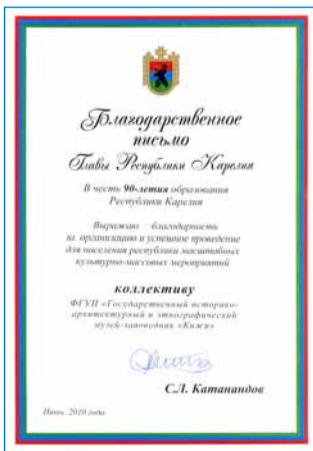 Благодарственное
письмо
Главы Республики Карелия
В честь 90-летия образования
Республики Карелия
Выражаю благодарность
за организацию и успешное проведение
для населения республики масштабных
культурно-массовых мероприятий
коллективу
ФГУП «Государственный историко-
архитектурный и этнографический
музей-заповедник «Кижи»
С.Л. Катанандов
Июнь, 2010 года